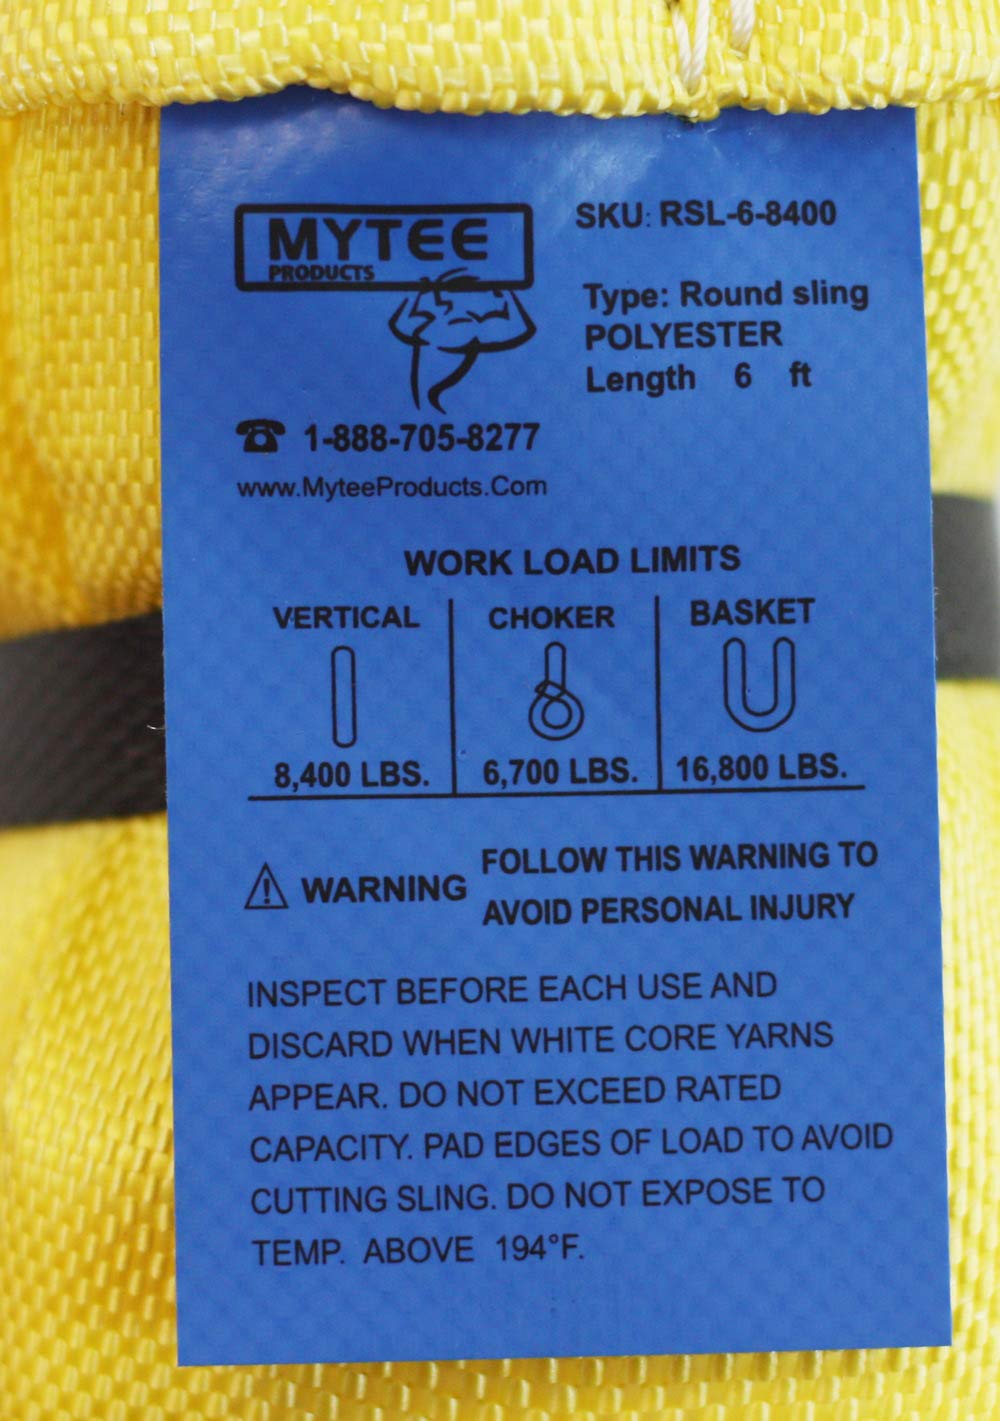 MYTEE
PRODUCTS
SKU: RSL-6-8400
Type: Round sling
POLYESTER
Length 6 ft
1-888-705-8277
www.MyteeProducts.Com
WORK LOAD LIMITS
VERTICAL CHOKER BASKET
8,400 LBS. 6,700 LBS. 16,800 LBS.
WARNING
FOLLOW THIS WARNING TO
AVOID PERSONAL INJURY
INSPECT BEFORE EACH USE AND
DISCARD WHEN WHITE CORE YARNS
APPEAR. DO NOT EXCEED RATED
CAPACITY. PAD EDGES OF LOAD TO AVOID
CUTTING SLING. DO NOT EXPOSE TO
TEMP. ABOVE 194°F.